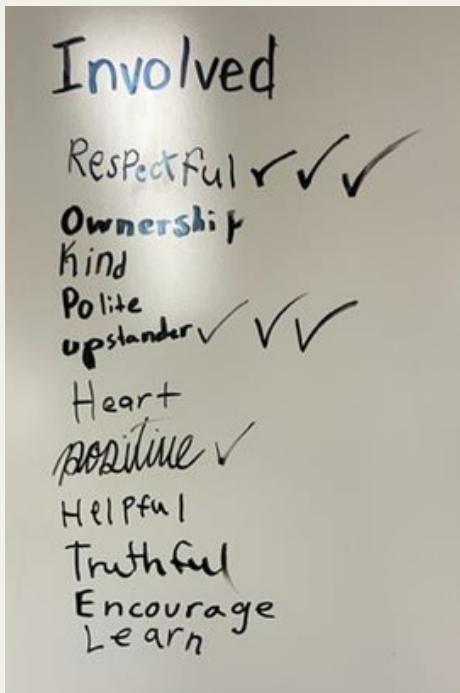 Involved
Respectful ✓ ✓ ✓
Ownership
Kind
Polite
upstander ✓ ✓ ✓
Heart
positive ✓
Helpful
Truthful
Encourage
Learn